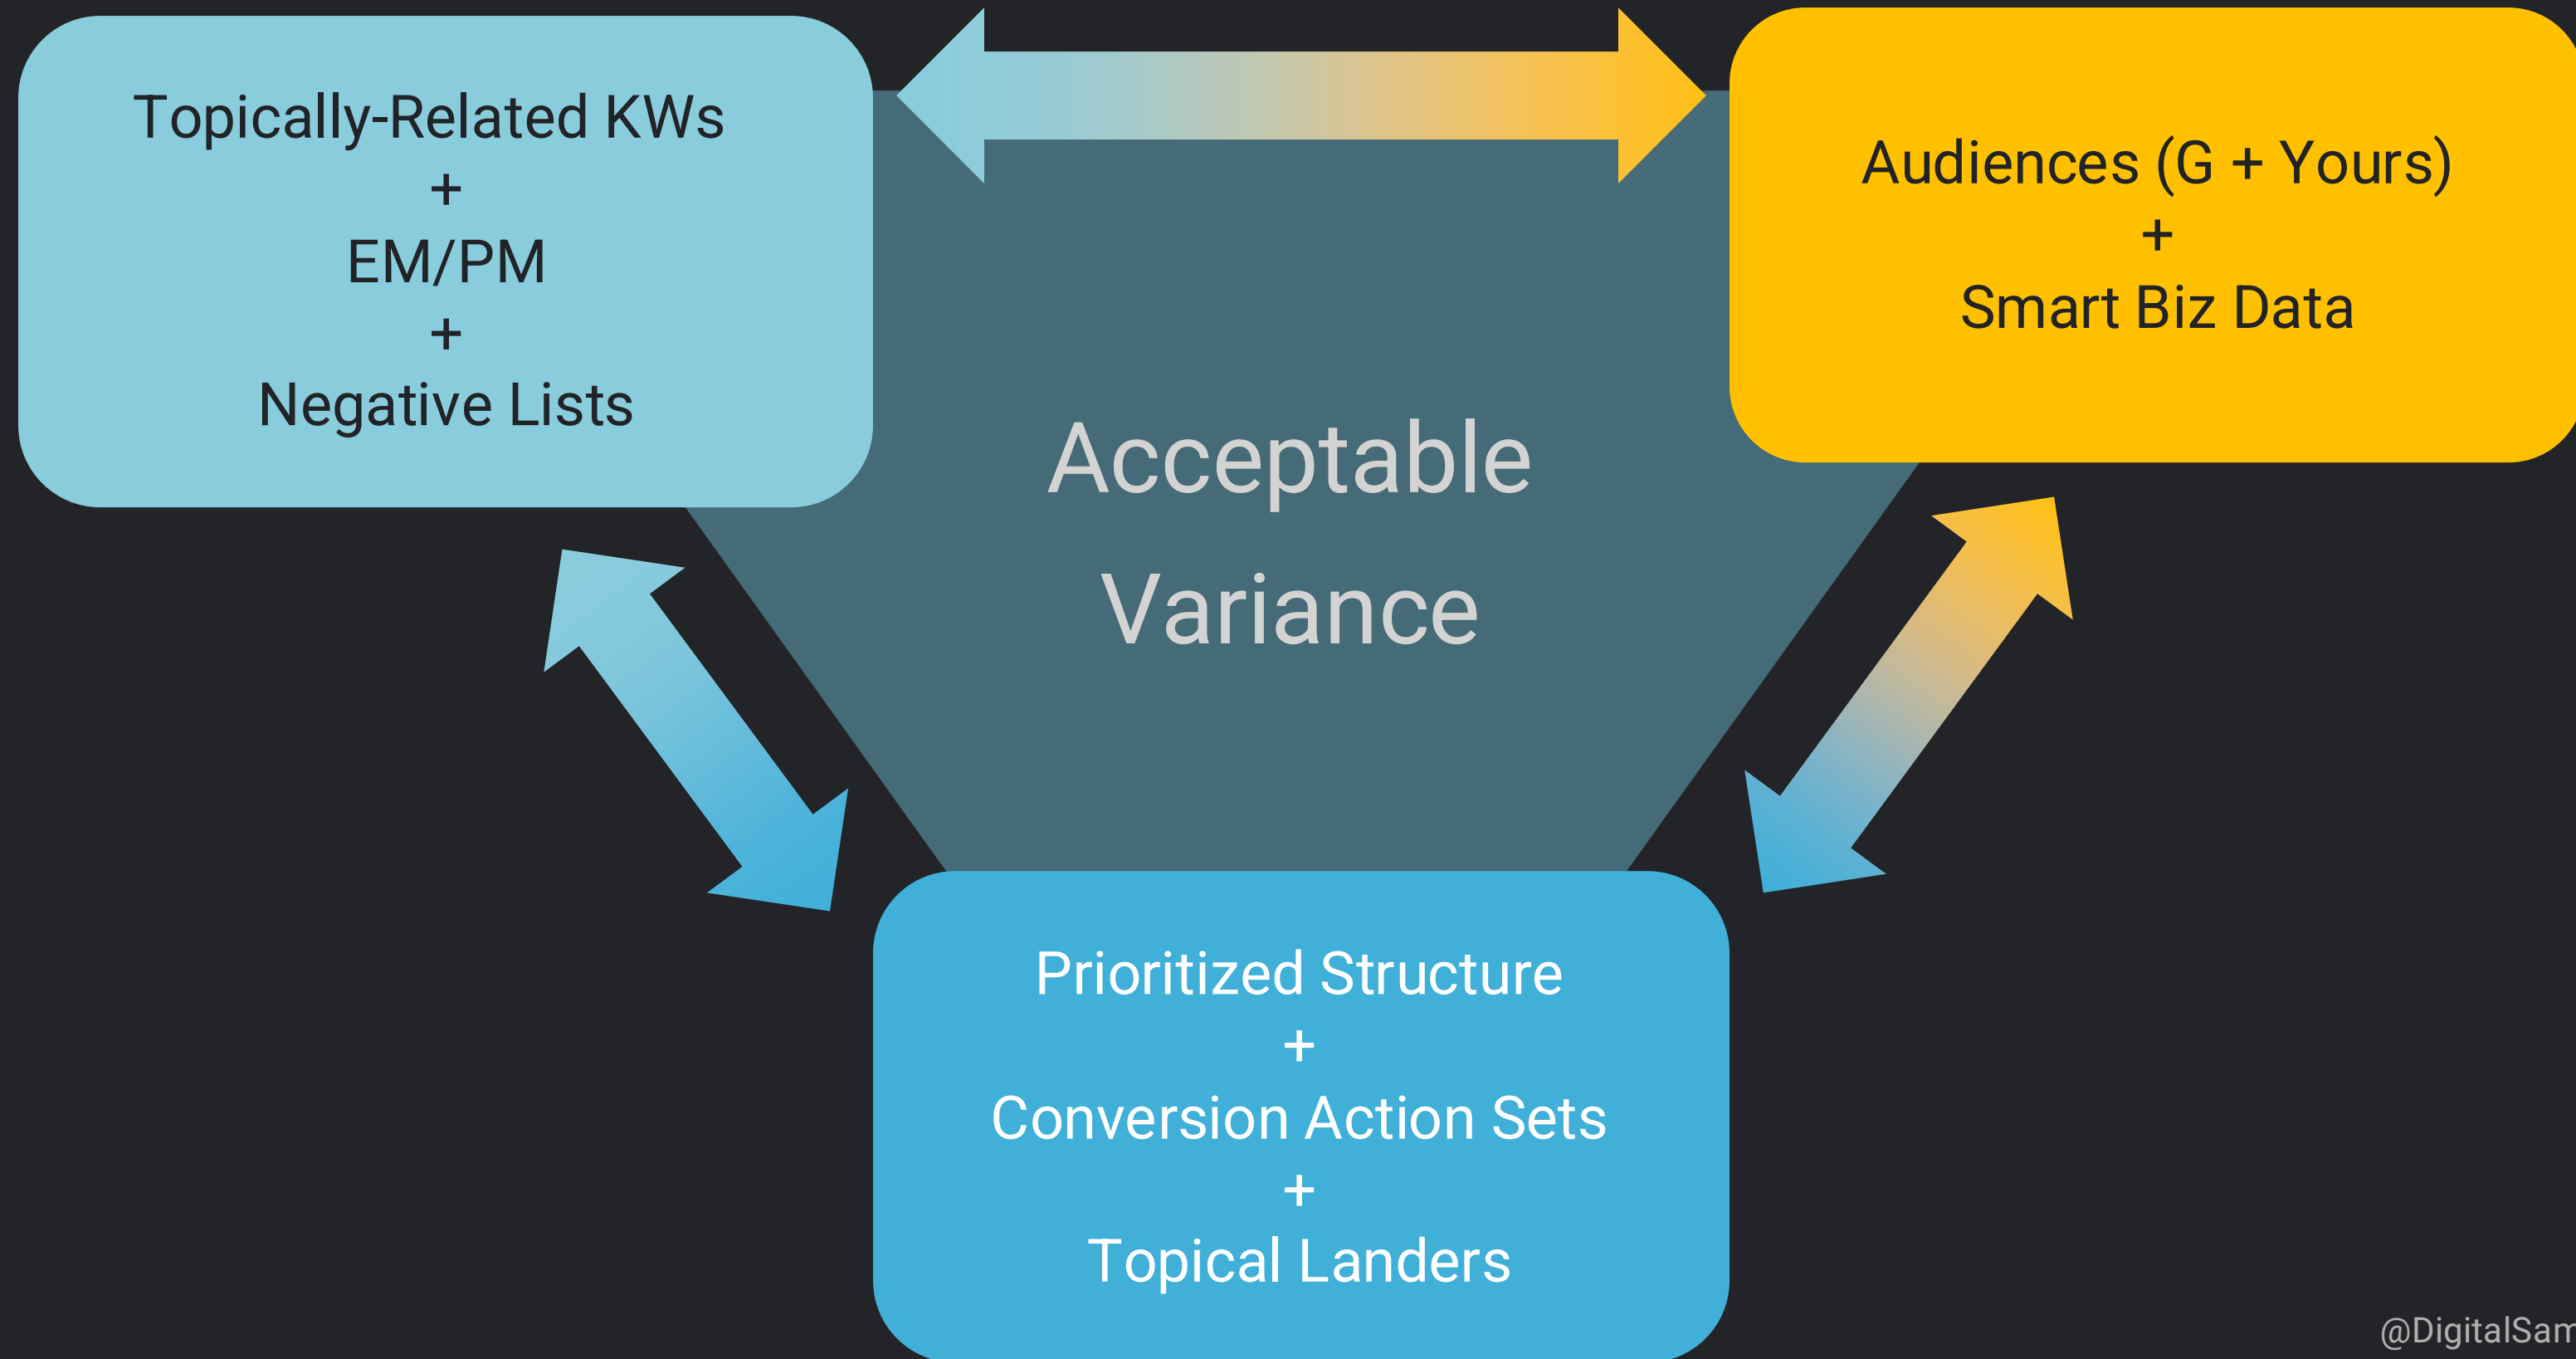 Topically-Related KWs
+
EM/PM
+
Negative Lists
Audiences (G + Yours)
+
Smart Biz Data
Acceptable
Variance
Prioritized Structure
+
Conversion Action Sets
+
Topical Landers
@DigitalSam